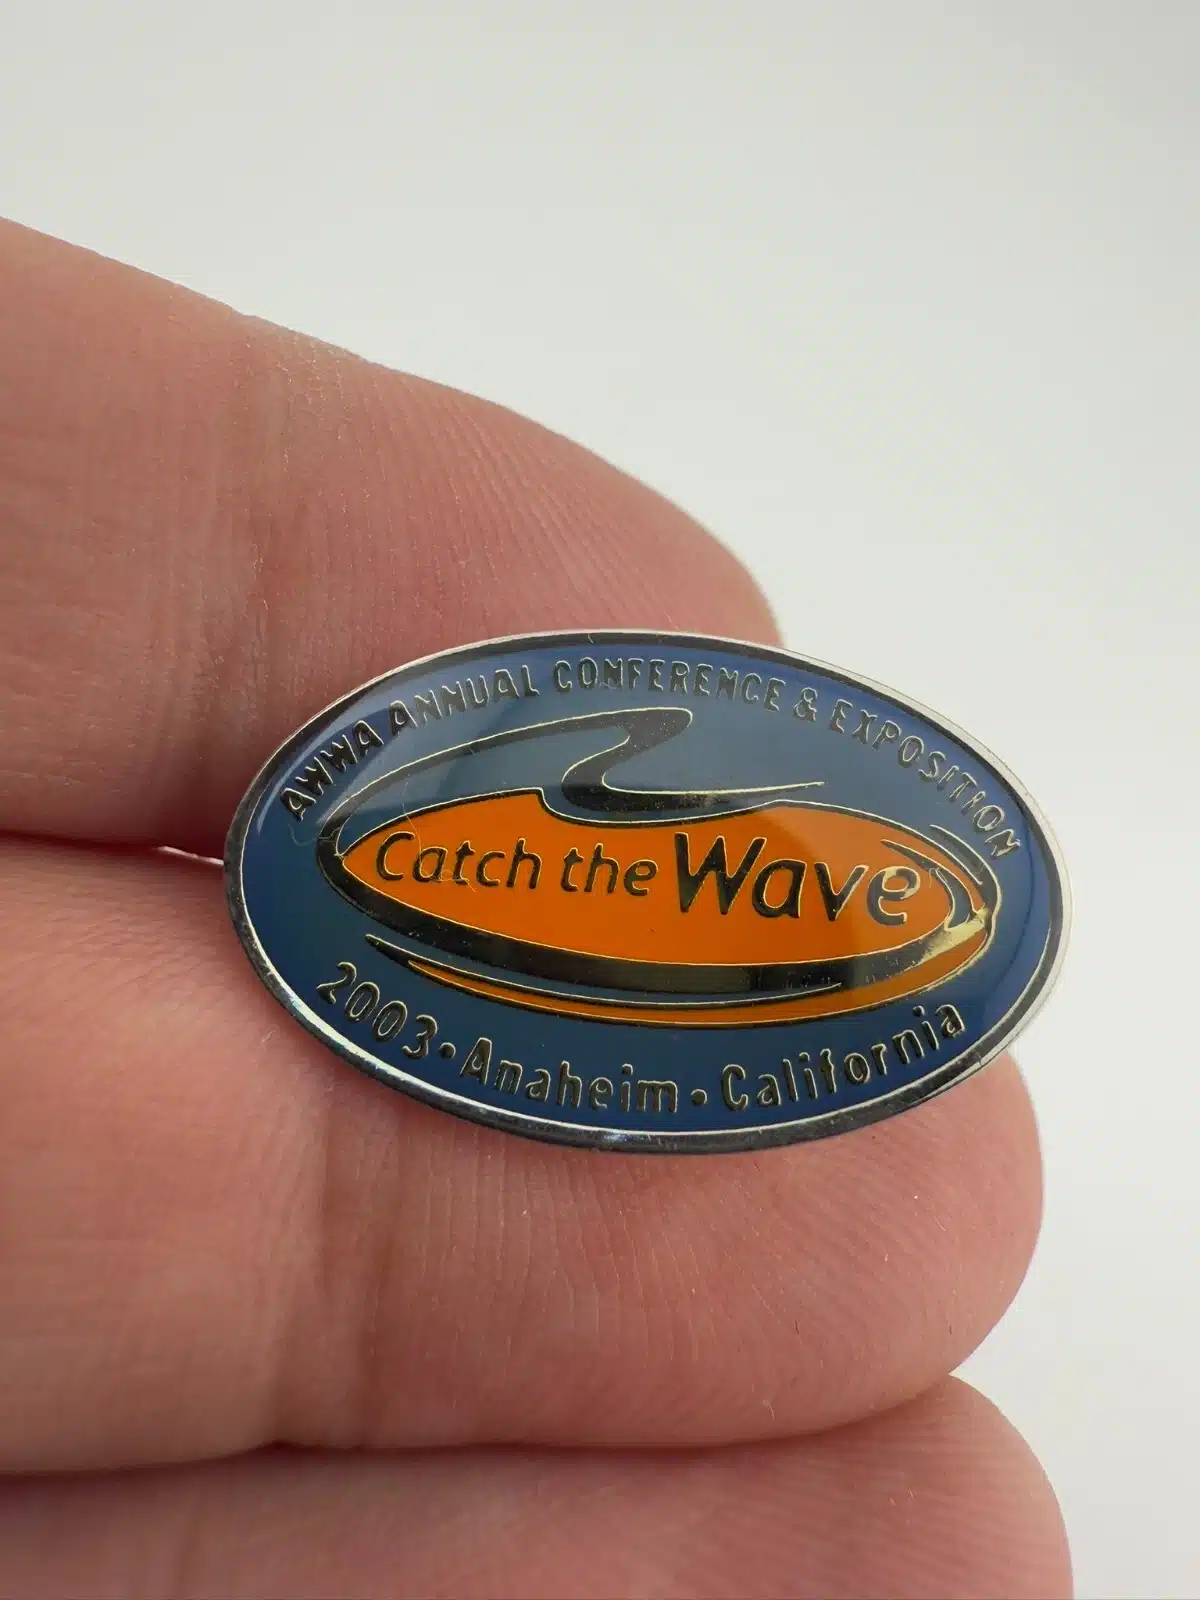 AWWA ANNUAL CONFERENCE & EXPOSITION
Catch the Wave
2003 • Anaheim • California